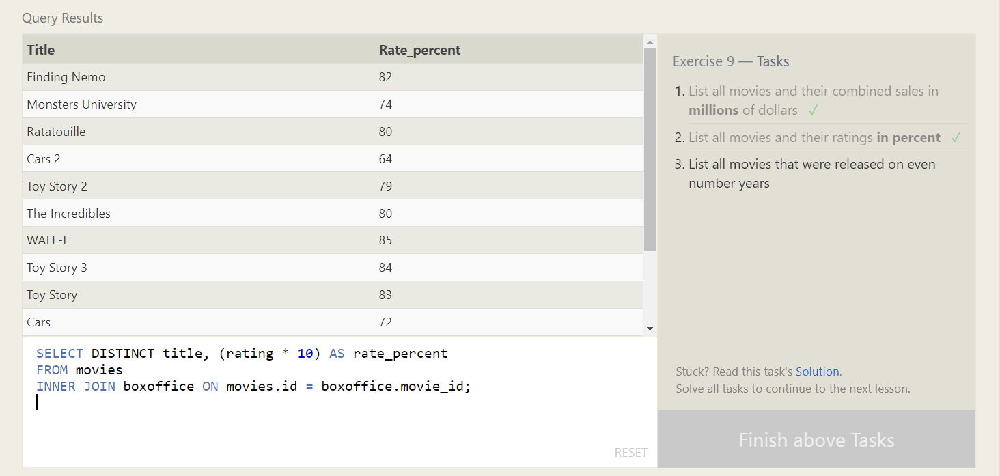 Query Results
Title Rate_percent
Finding Nemo 82
Monsters University 74
Ratatouille 80
Cars 2 64
Toy Story 2 79
The Incredibles 80
WALL-E 85
Toy Story 3 84
Toy Story 83
Cars 72
SELECT DISTINCT title, (rating * 10) AS rate_percent
FROM movies
INNER JOIN boxoffice ON movies.id = boxoffice.movie_id;
RESET
Exercise 9 — Tasks
1. List all movies and their combined sales in
millions of dollars ✓
2. List all movies and their ratings in percent ✓
3. List all movies that were released on even
number years
Stuck? Read this task's Solution.
Solve all tasks to continue to the next lesson.
Finish above Tasks